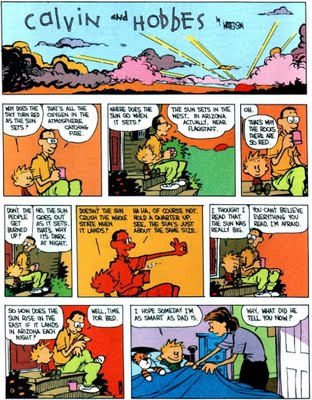 Calvin and Hobbes
by WATTERSON
WHY DOES THE
SKY TURN RED
AS THE SUN
SETS?
THAT'S ALL THE
OXYGEN IN THE
ATMOSPHERE
CATCHING
FIRE.
WHERE DOES THE
SUN GO WHEN
IT SETS?
THE SUN SETS IN THE
WEST. IN ARIZONA
ACTUALLY, NEAR
FLAGSTAFF.
OH.
THAT'S WHY
THE ROCKS
THERE ARE
SO RED.
DON'T THE
PEOPLE
GET
BURNED
UP?
NO, THE SUN
GOES OUT
AS IT SETS.
THAT'S WHY
IT'S DARK
AT NIGHT.
DOESN'T THE SUN
CRUSH THE WHOLE
STATE WHEN
IT LANDS?
HA HA, OF COURSE NOT.
HOLD A QUARTER UP.
SEE, THE SUN'S JUST
ABOUT THE SAME SIZE.
I THOUGHT I
READ THAT
THE SUN
WAS REALLY
BIG.
YOU CAN'T BELIEVE
EVERYTHING YOU
READ, I'M AFRAID.
SO HOW DOES THE
SUN RISE IN THE
EAST IF IT LANDS
IN ARIZONA EACH
NIGHT?
WELL, TIME
FOR BED.
I HOPE SOMEDAY I'M
AS SMART AS DAD IS.
WHY, WHAT DID HE
TELL YOU NOW?